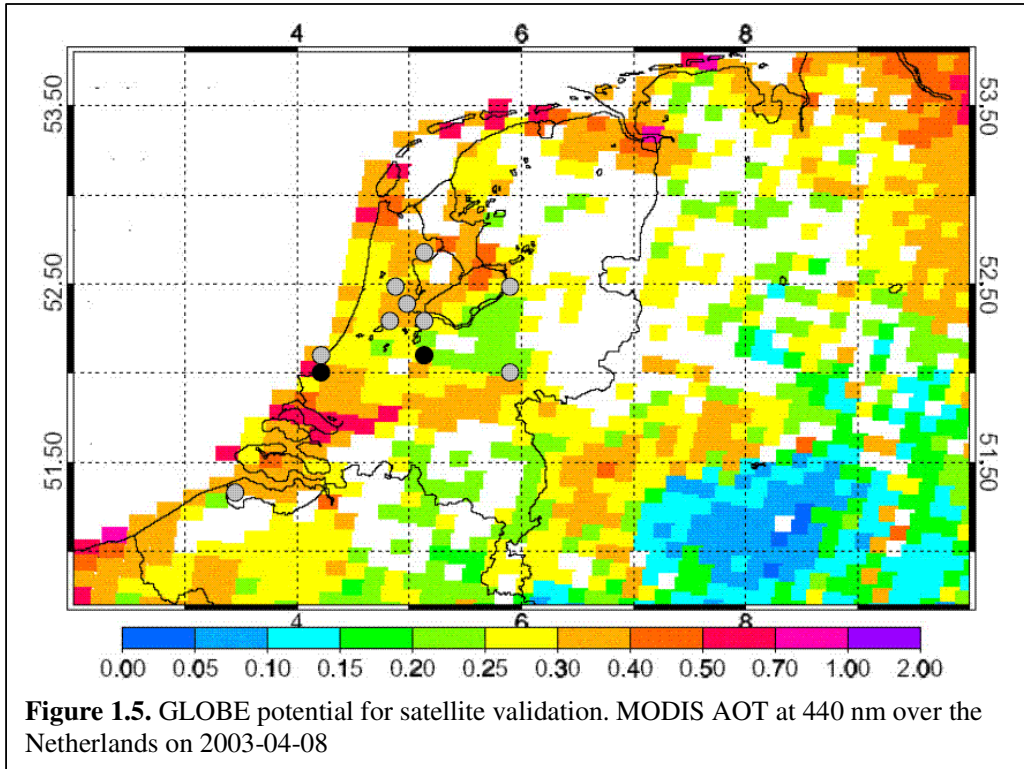 4 6 8
53.50 53.50
52.50 52.50
51.50 51.50
4 6 8
0.00 0.05 0.10 0.15 0.20 0.25 0.30 0.40 0.50 0.70 1.00 2.00
Figure 1.5. GLOBE potential for satellite validation. MODIS AOT at 440 nm over the
Netherlands on 2003-04-08